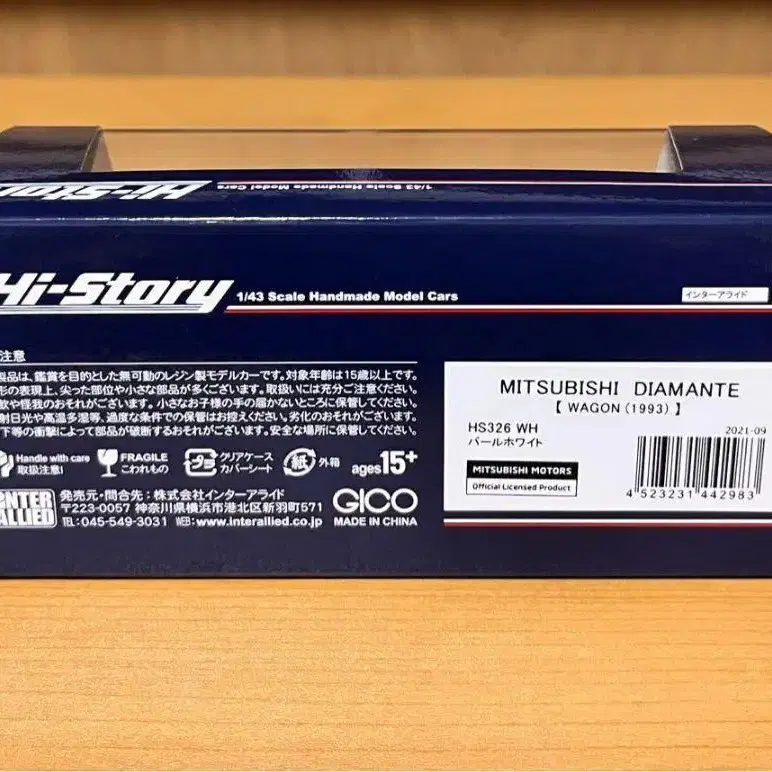 Hi-Story
1/43 Scale Handmade Model Cars
Hi-Story 1/43 Scale Handmade Model Cars
インターアライド
注意
製品は、鑑賞を目的とした無可動のレジン製モデルカーです。対象年齢は15歳以上です。
形の表現上、尖った部位や小さな部品が多くございます。取扱いには充分ご注意ください。
飲や怪我のおそれがございます。小さなお子様の手の届かないところに保管してください。
射日光や高温多湿等、過度な条件での保管はお控えください。劣化のおそれがございます。
下等の衝撃によって部品が破断するおそれがございます。安全な場所に保管してください。
Handle with care
取扱注意!
FRAGILE
こわれもの
プラ
クリアケース
カバーシート
紙
外箱
ages15+
INTER
ALLIED
発売元・問合先:株式会社インターアライド
〒223-0057 神奈川県横浜市港北区新羽町571
TEL:045-549-3031 WEB:www.interallied.co.jp
GICO
MADE IN CHINA
MITSUBISHI DIAMANTE
【 WAGON(1993) 】
HS326 WH
パールホワイト
2021-09
MITSUBISHI MOTORS
Official Licensed Product
4 523231 442983